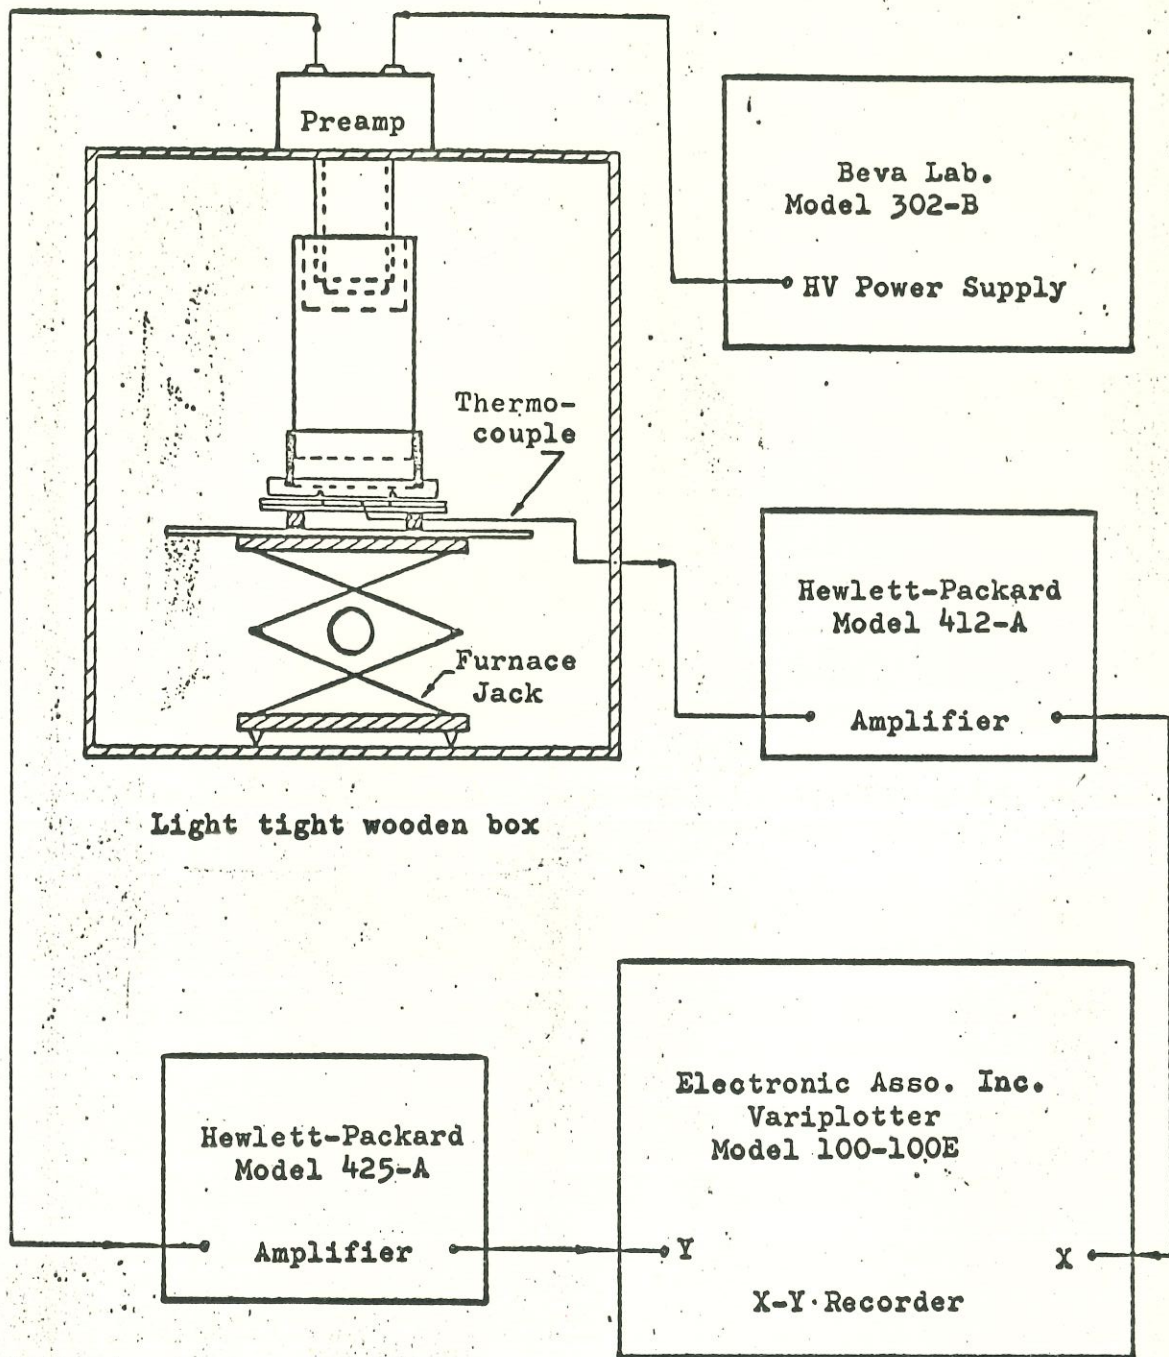 Preamp
Beva Lab.
Model 302-B
HV Power Supply
Thermo-
couple
Hewlett-Packard
Model 412-A
Amplifier
Furnace
Jack
Light tight wooden box
Hewlett-Packard
Model 425-A
Amplifier
Electronic Asso. Inc.
Variplotter
Model 100-100E
Y
X
X-Y Recorder